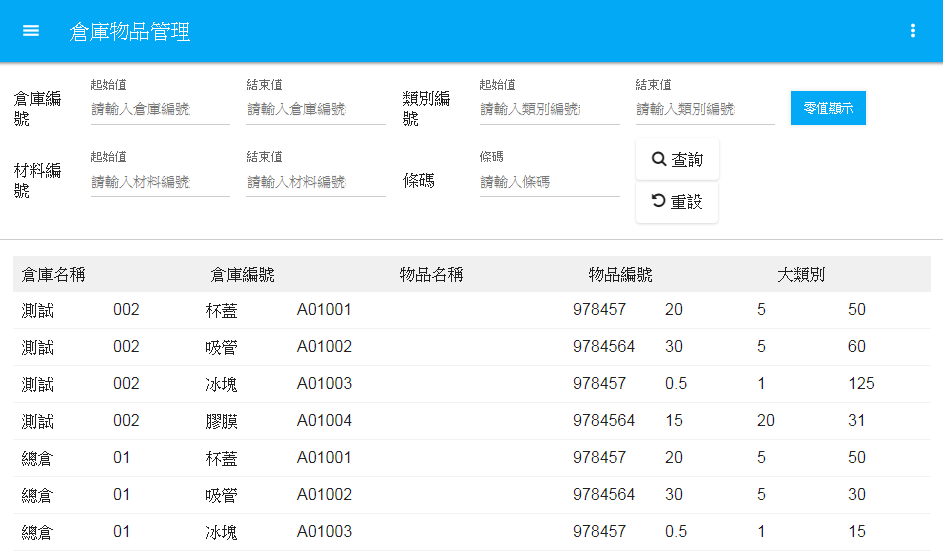 倉庫物品管理
起始值 結束值 起始值 結束值
倉庫編號 請輸入倉庫編號 請輸入倉庫編號 類別編號 請輸入類別編號 請輸入類別編號 零值顯示
起始值 結束值 條碼
材料編號 請輸入材料編號 請輸入材料編號 條碼 請輸入條碼 查詢
重設
倉庫名稱 倉庫編號 物品名稱 物品編號 大類別
測試 002 杯蓋 A01001 978457 20 5 50
測試 002 吸管 A01002 9784564 30 5 60
測試 002 冰塊 A01003 978457 0.5 1 125
測試 002 膠膜 A01004 9784564 15 20 31
總倉 01 杯蓋 A01001 978457 20 5 50
總倉 01 吸管 A01002 9784564 30 5 30
總倉 01 冰塊 A01003 978457 0.5 1 15